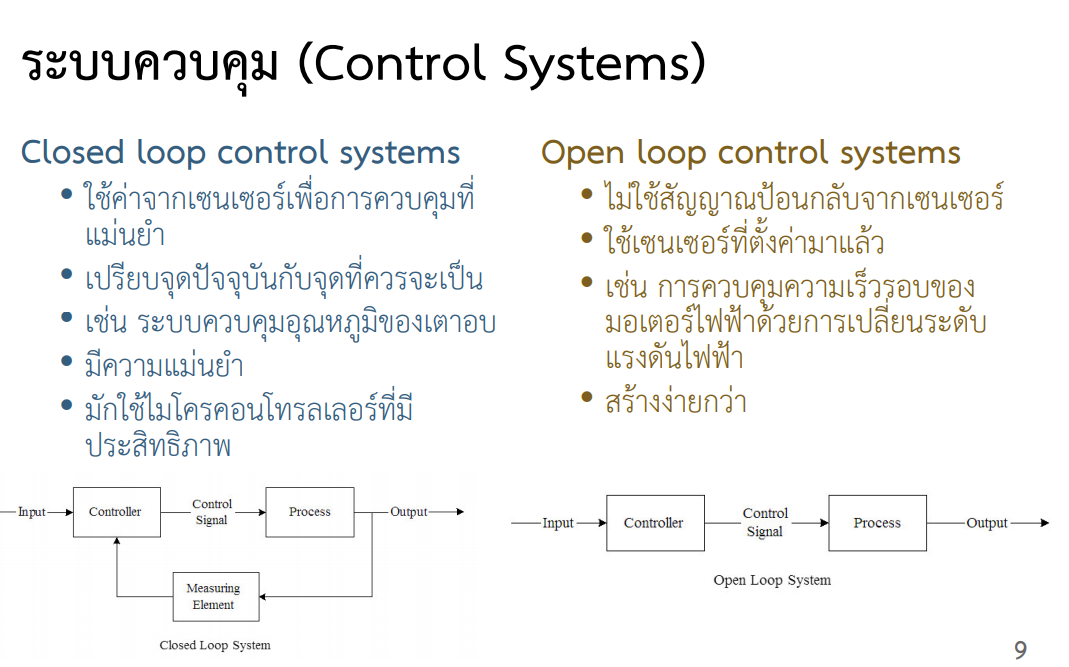 ระบบควบคุม (Control Systems)
Closed loop control systems
• ใช้ค่าจากเซนเซอร์เพื่อการควบคุมที่
แม่นยำ
• เปรียบจุดปัจจุบันกับจุดที่ควรจะเป็น
• เช่น ระบบควบคุมอุณหภูมิของเตาอบ
• มีความแม่นยำ
• มักใช้ไมโครคอนโทรลเลอร์ที่มี
ประสิทธิภาพ
Input
Controller
Control
Signal
Process
Output
Measuring
Element
Closed Loop System
Open loop control systems
• ไม่ใช้สัญญาณป้อนกลับจากเซนเซอร์
• ใช้เซนเซอร์ที่ตั้งค่ามาแล้ว
• เช่น การควบคุมความเร็วรอบของ
มอเตอร์ไฟฟ้าด้วยการเปลี่ยนระดับ
แรงดันไฟฟ้า
• สร้างง่ายกว่า
Input
Controller
Control
Signal
Process
Output
Open Loop System
9